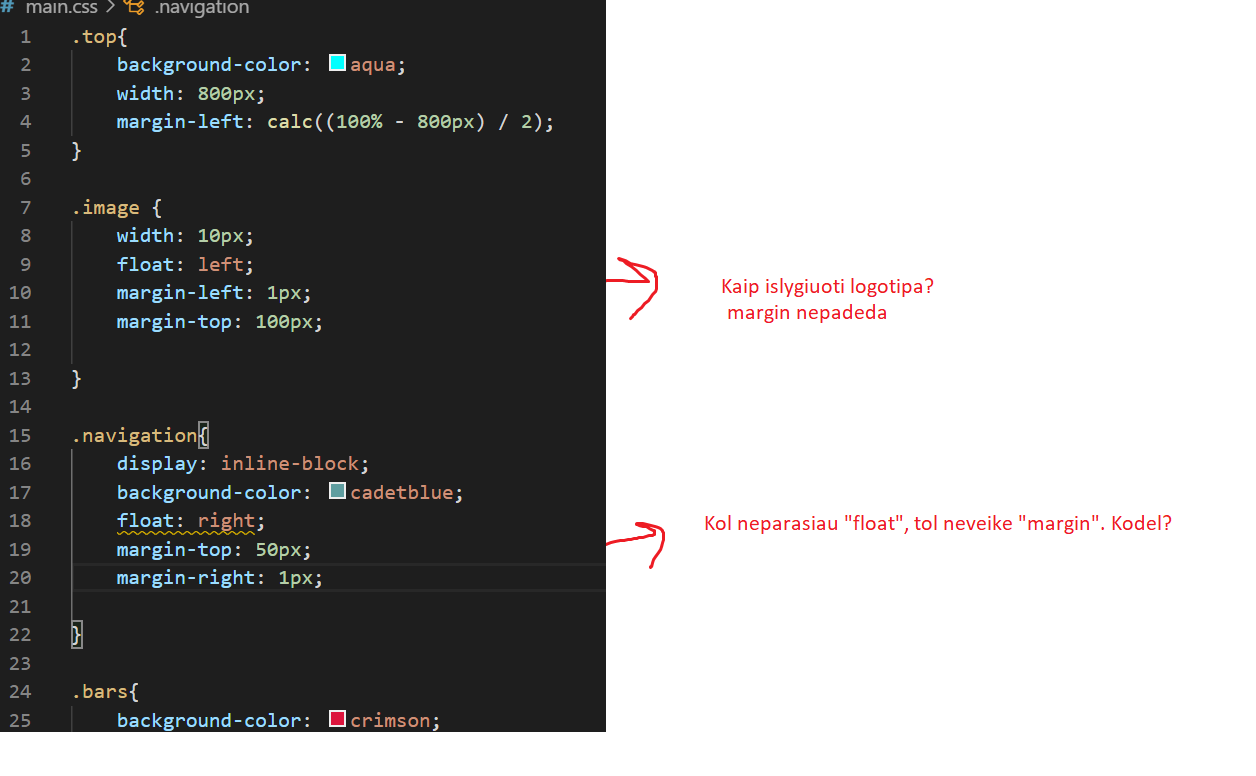 # main.css > .navigation
1 .top{
2 background-color: aqua;
3 width: 800px;
4 margin-left: calc((100% - 800px) / 2);
5 }
6
7 .image {
8 width: 10px;
9 float: left;
10 margin-left: 1px;
Kaip islygiuoti logotipa?
11 margin-top: 100px;
margin nepadeda
12
13 }
14
15 .navigation{
16 display: inline-block;
17 background-color: cadetblue;
18 float: right;
Kol neparasiau "float", tol neveike "margin". Kodel?
19 margin-top: 50px;
20 margin-right: 1px;
21
22 }
23
24 .bars{
25 background-color: crimson;